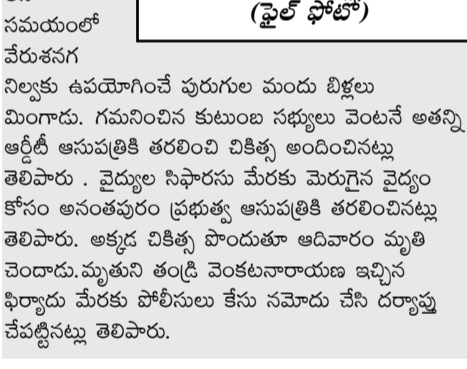 (ఫైల్ ఫోటో)
సమయంలో
వేరుశనగ
నిల్వకు ఉపయోగించే పురుగుల మందు బిళ్లలు
మింగాడు. గమనించిన కుటుంబ సభ్యులు వెంటనే అతన్ని
ఆర్డీటీ ఆసుపత్రికి తరలించి చికిత్స అందించినట్లు
తెలిపారు . వైద్యుల సిఫారసు మేరకు మెరుగైన వైద్యం
కోసం అనంతపురం ప్రభుత్వ ఆసుపత్రికి తరలించినట్లు
తెలిపారు. అక్కడ చికిత్స పొందుతూ ఆదివారం మృతి
చెందాడు.మృతుని తండ్రి వెంకటనారాయణ ఇచ్చిన
ఫిర్యాదు మేరకు పోలీసులు కేసు నమోదు చేసి దర్యాప్తు
చేపట్టినట్లు తెలిపారు.